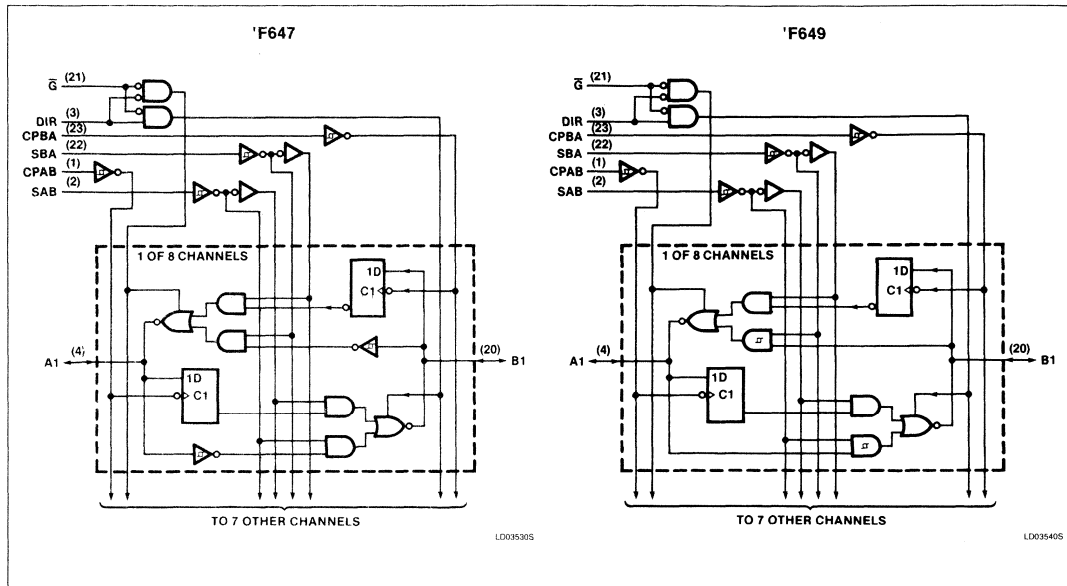 'F647
G (21)
DIR (3)
CPBA (23)
SBA (22)
CPAB (1)
SAB (2)
1 OF 8 CHANNELS
1D
C1
A1 (4)
(20) B1
1D
C1
TO 7 OTHER CHANNELS
LD03530S
'F649
G (21)
DIR (3)
CPBA (23)
SBA (22)
CPAB (1)
SAB (2)
1 OF 8 CHANNELS
1D
C1
A1 (4)
(20) B1
1D
C1
TO 7 OTHER CHANNELS
LD03540S